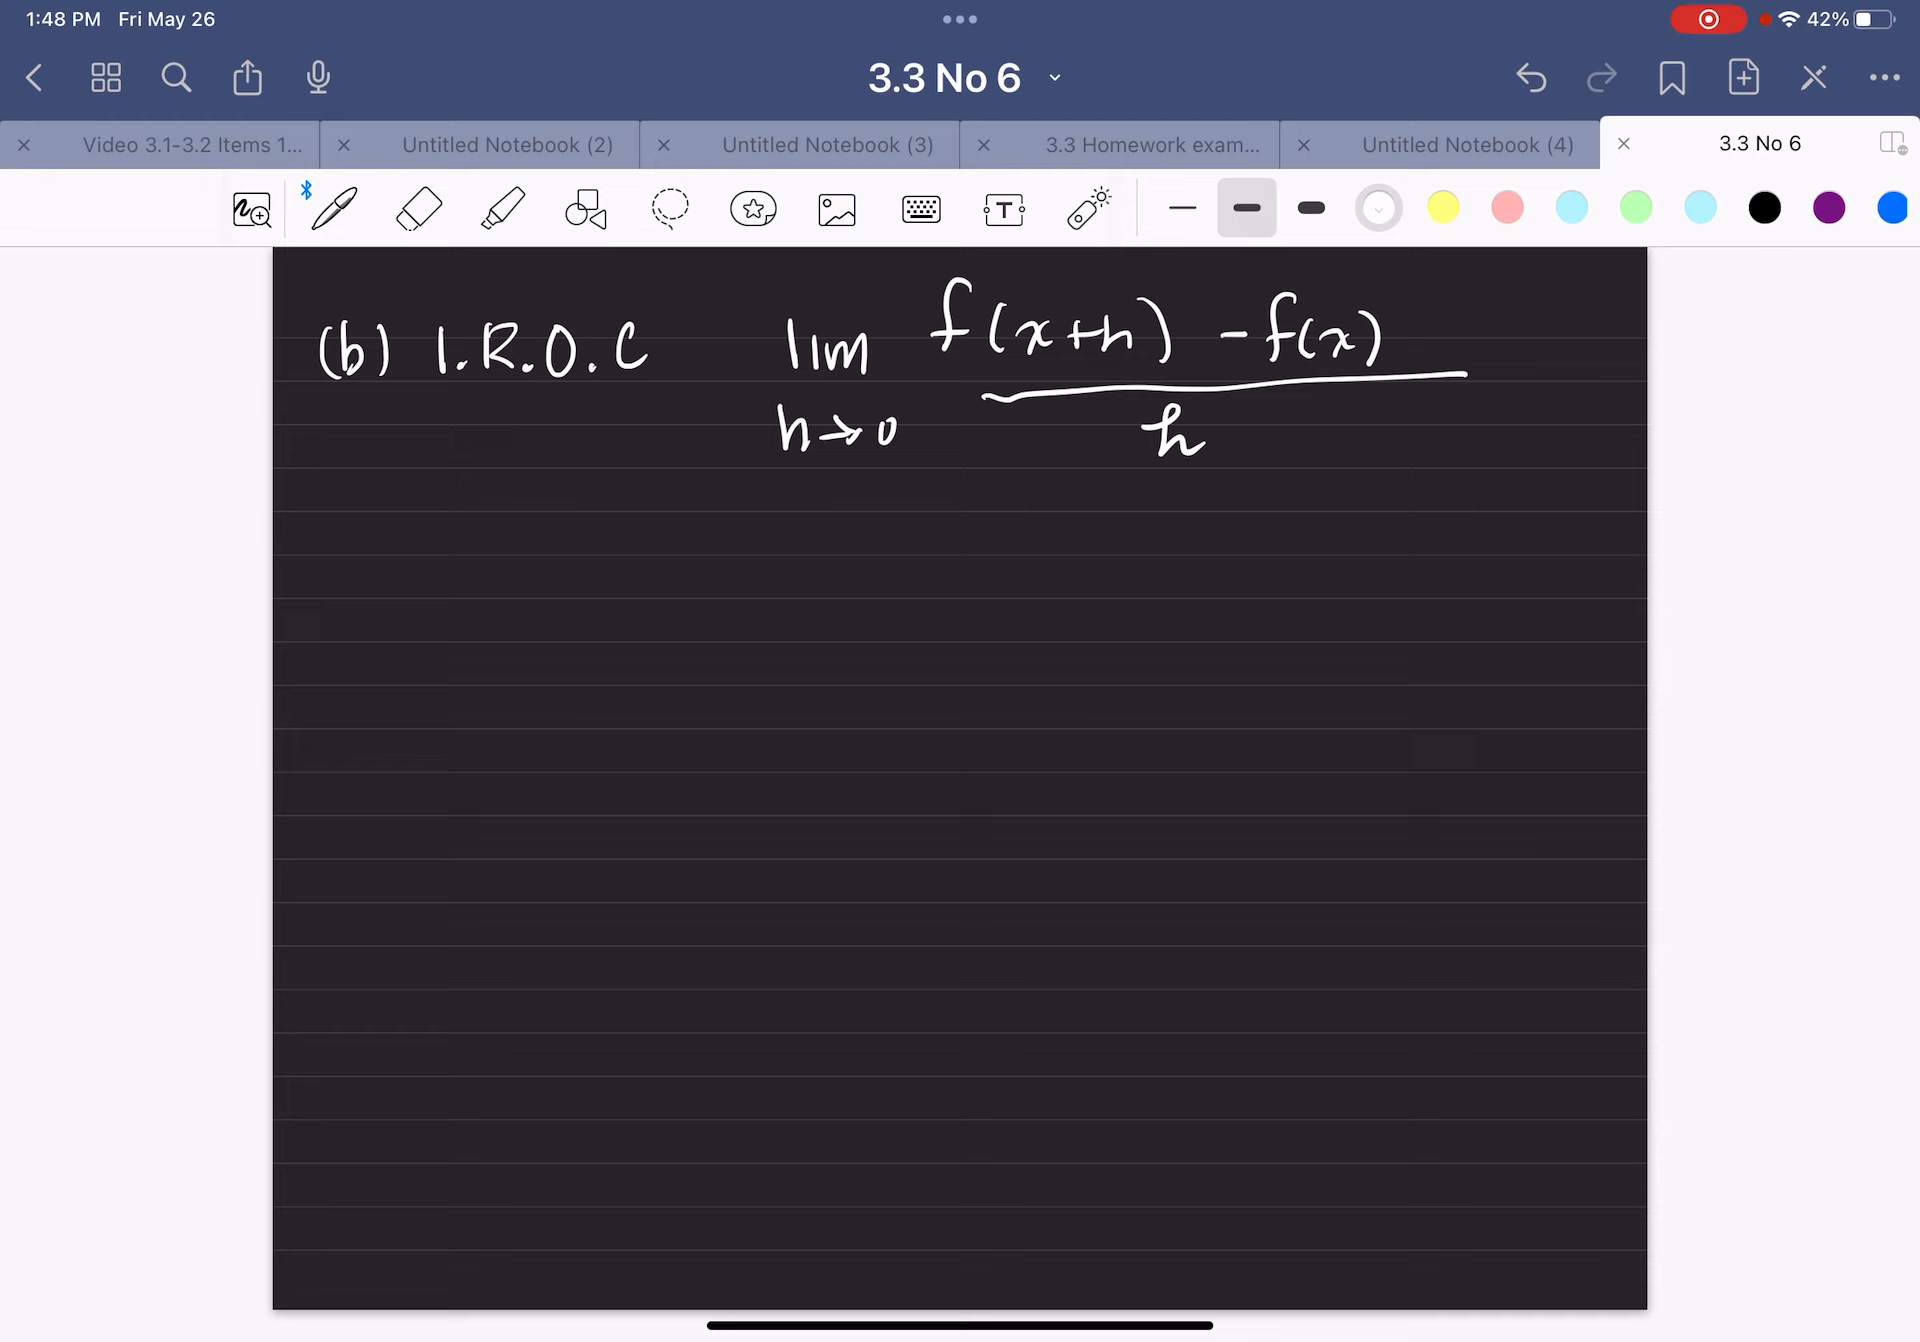 1:48 PM Fri May 26
42%
3.3 No 6
Video 3.1-3.2 Items 1...
Untitled Notebook (2)
Untitled Notebook (3)
3.3 Homework exam...
Untitled Notebook (4)
3.3 No 6
T
(b) I.R.O.C lim f(x+h) - f(x)
h→0 h